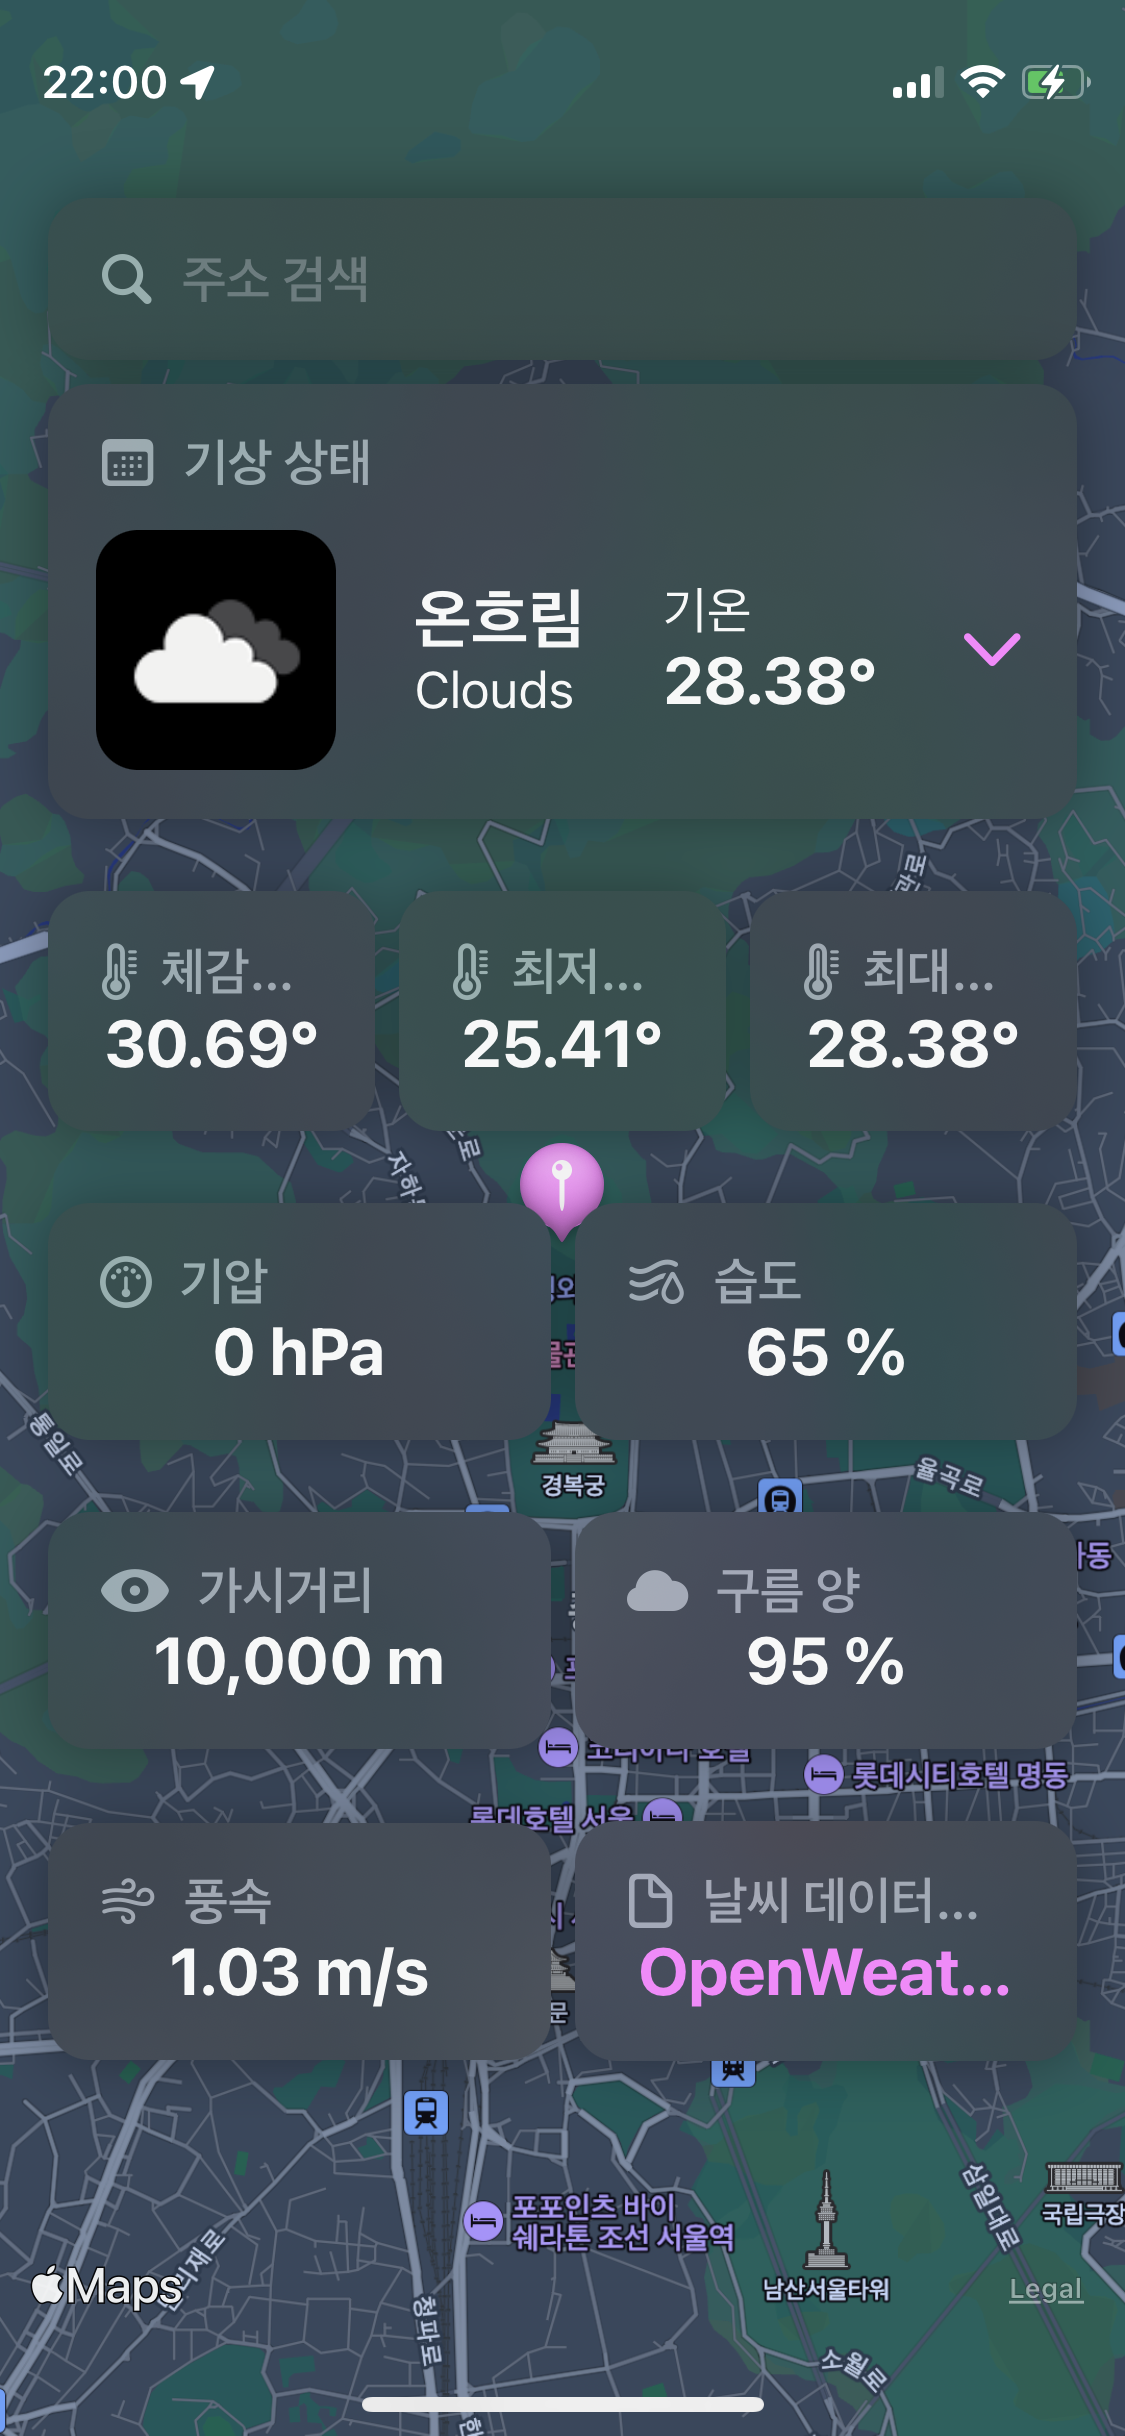 22:00
주소 검색
기상 상태
온흐림
Clouds
기온
28.38°
체감...
30.69°
최저...
25.41°
최대...
28.38°
기압
0 hPa
습도
65 %
경복궁
통일로
율곡로
가시거리
10,000 m
구름 양
95 %
롯데시티호텔 명동
롯데호텔 서울
풍속
1.03 m/s
날씨 데이터...
OpenWeat...
포포인츠 바이
쉐라톤 조선 서울역
삼일대로
국립극장
남산서울타워
Maps
Legal
청파로
소월로